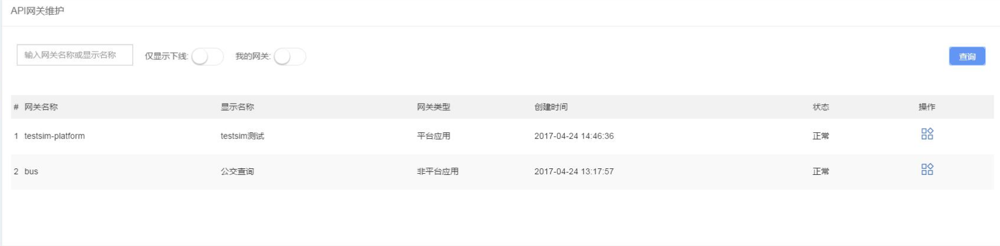 API网关维护
输入网关名称或显示名称 仅显示下线: 我的网关: 查询
# 网关名称 显示名称 网关类型 创建时间 状态 操作
1 testsim-platform testsim测试 平台应用 2017-04-24 14:46:36 正常
2 bus 公交查询 非平台应用 2017-04-24 13:17:57 正常